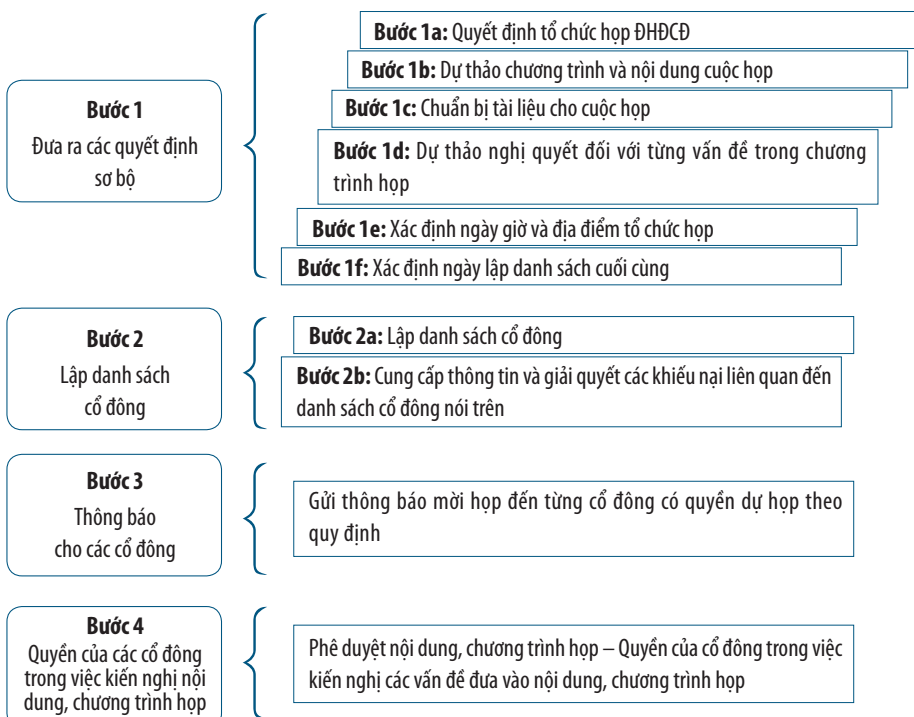 Bước 1
Đưa ra các quyết định
sơ bộ
Bước 1a: Quyết định tổ chức họp ĐHĐCĐ
Bước 1b: Dự thảo chương trình và nội dung cuộc họp
Bước 1c: Chuẩn bị tài liệu cho cuộc họp
Bước 1d: Dự thảo nghị quyết đối với từng vấn đề trong chương
trình họp
Bước 1e: Xác định ngày giờ và địa điểm tổ chức họp
Bước 1f: Xác định ngày lập danh sách cuối cùng
Bước 2
Lập danh sách
cổ đông
Bước 2a: Lập danh sách cổ đông
Bước 2b: Cung cấp thông tin và giải quyết các khiếu nại liên quan đến
danh sách cổ đông nói trên
Bước 3
Thông báo
cho các cổ đông
Gửi thông báo mời họp đến từng cổ đông có quyền dự họp theo
quy định
Bước 4
Quyền của các cổ đông
trong việc kiến nghị nội
dung, chương trình họp
Phê duyệt nội dung, chương trình họp – Quyền của cổ đông trong việc
kiến nghị các vấn đề đưa vào nội dung, chương trình họp